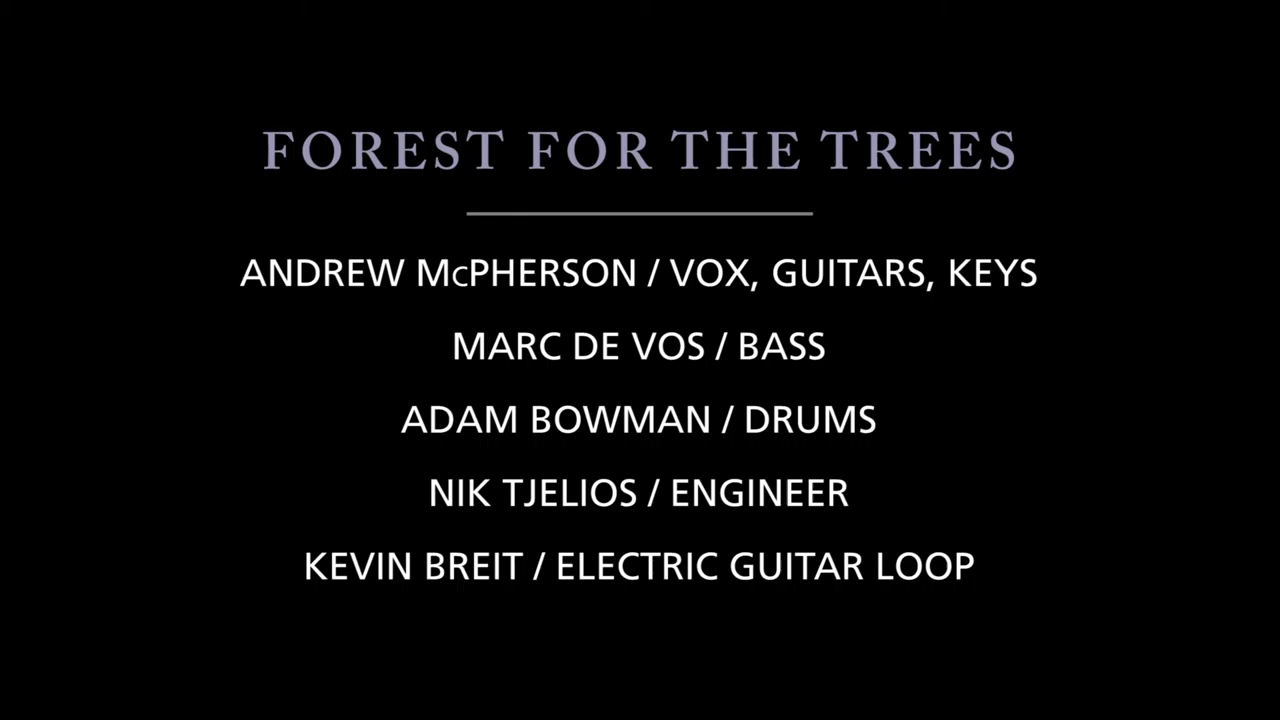 FOREST FOR THE TREES
ANDREW McPHERSON / VOX, GUITARS, KEYS
MARC DE VOS / BASS
ADAM BOWMAN / DRUMS
NIK TJELIOS / ENGINEER
KEVIN BREIT / ELECTRIC GUITAR LOOP